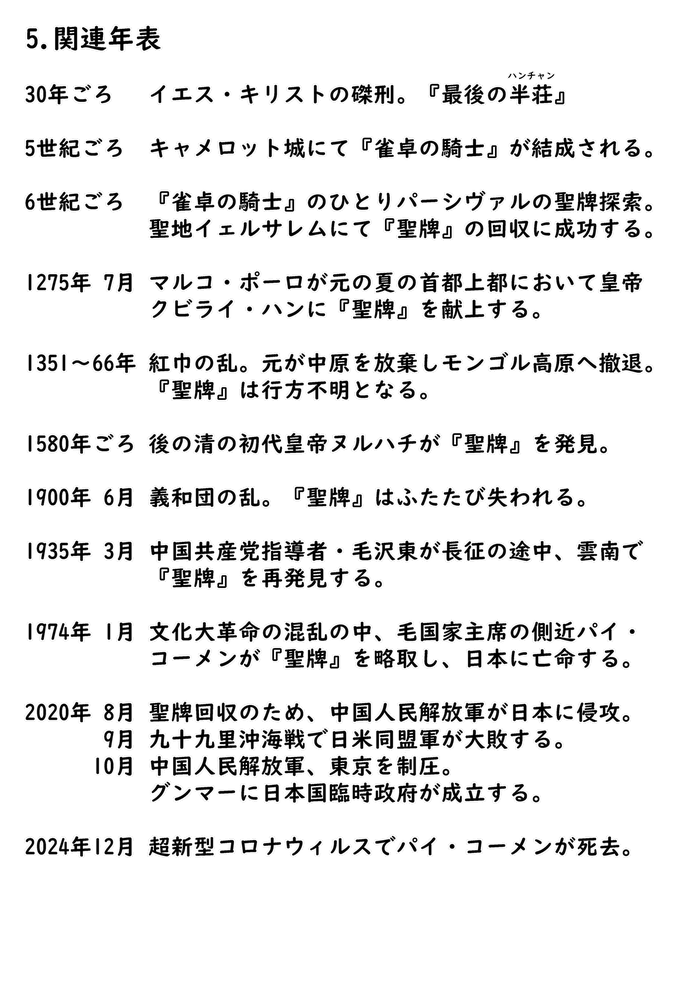 5.関連年表
ハンチャン
30年ごろ　イエス・キリストの磔刑。『最後の半荘』
5世紀ごろ　キャメロット城にて『雀卓の騎士』が結成される。
6世紀ごろ　『雀卓の騎士』のひとりパーシヴァルの聖牌探索。
聖地イェルサレムにて『聖牌』の回収に成功する。
1275年 7月 マルコ・ポーロが元の夏の首都上都において皇帝
クビライ・ハンに『聖牌』を献上する。
1351～66年 紅巾の乱。元が中原を放棄しモンゴル高原へ撤退。
『聖牌』は行方不明となる。
1580年ごろ 後の清の初代皇帝ヌルハチが『聖牌』を発見。
1900年 6月 義和団の乱。『聖牌』はふたたび失われる。
1935年 3月 中国共産党指導者・毛沢東が長征の途中、雲南で
『聖牌』を再発見する。
1974年 1月 文化大革命の混乱の中、毛国家主席の側近パイ・
コーメンが『聖牌』を略取し、日本に亡命する。
2020年 8月 聖牌回収のため、中国人民解放軍が日本に侵攻。
9月 九十九里沖海戦で日米同盟軍が大敗する。
10月 中国人民解放軍、東京を制圧。
グンマーに日本国臨時政府が成立する。
2024年12月 超新型コロナウィルスでパイ・コーメンが死去。